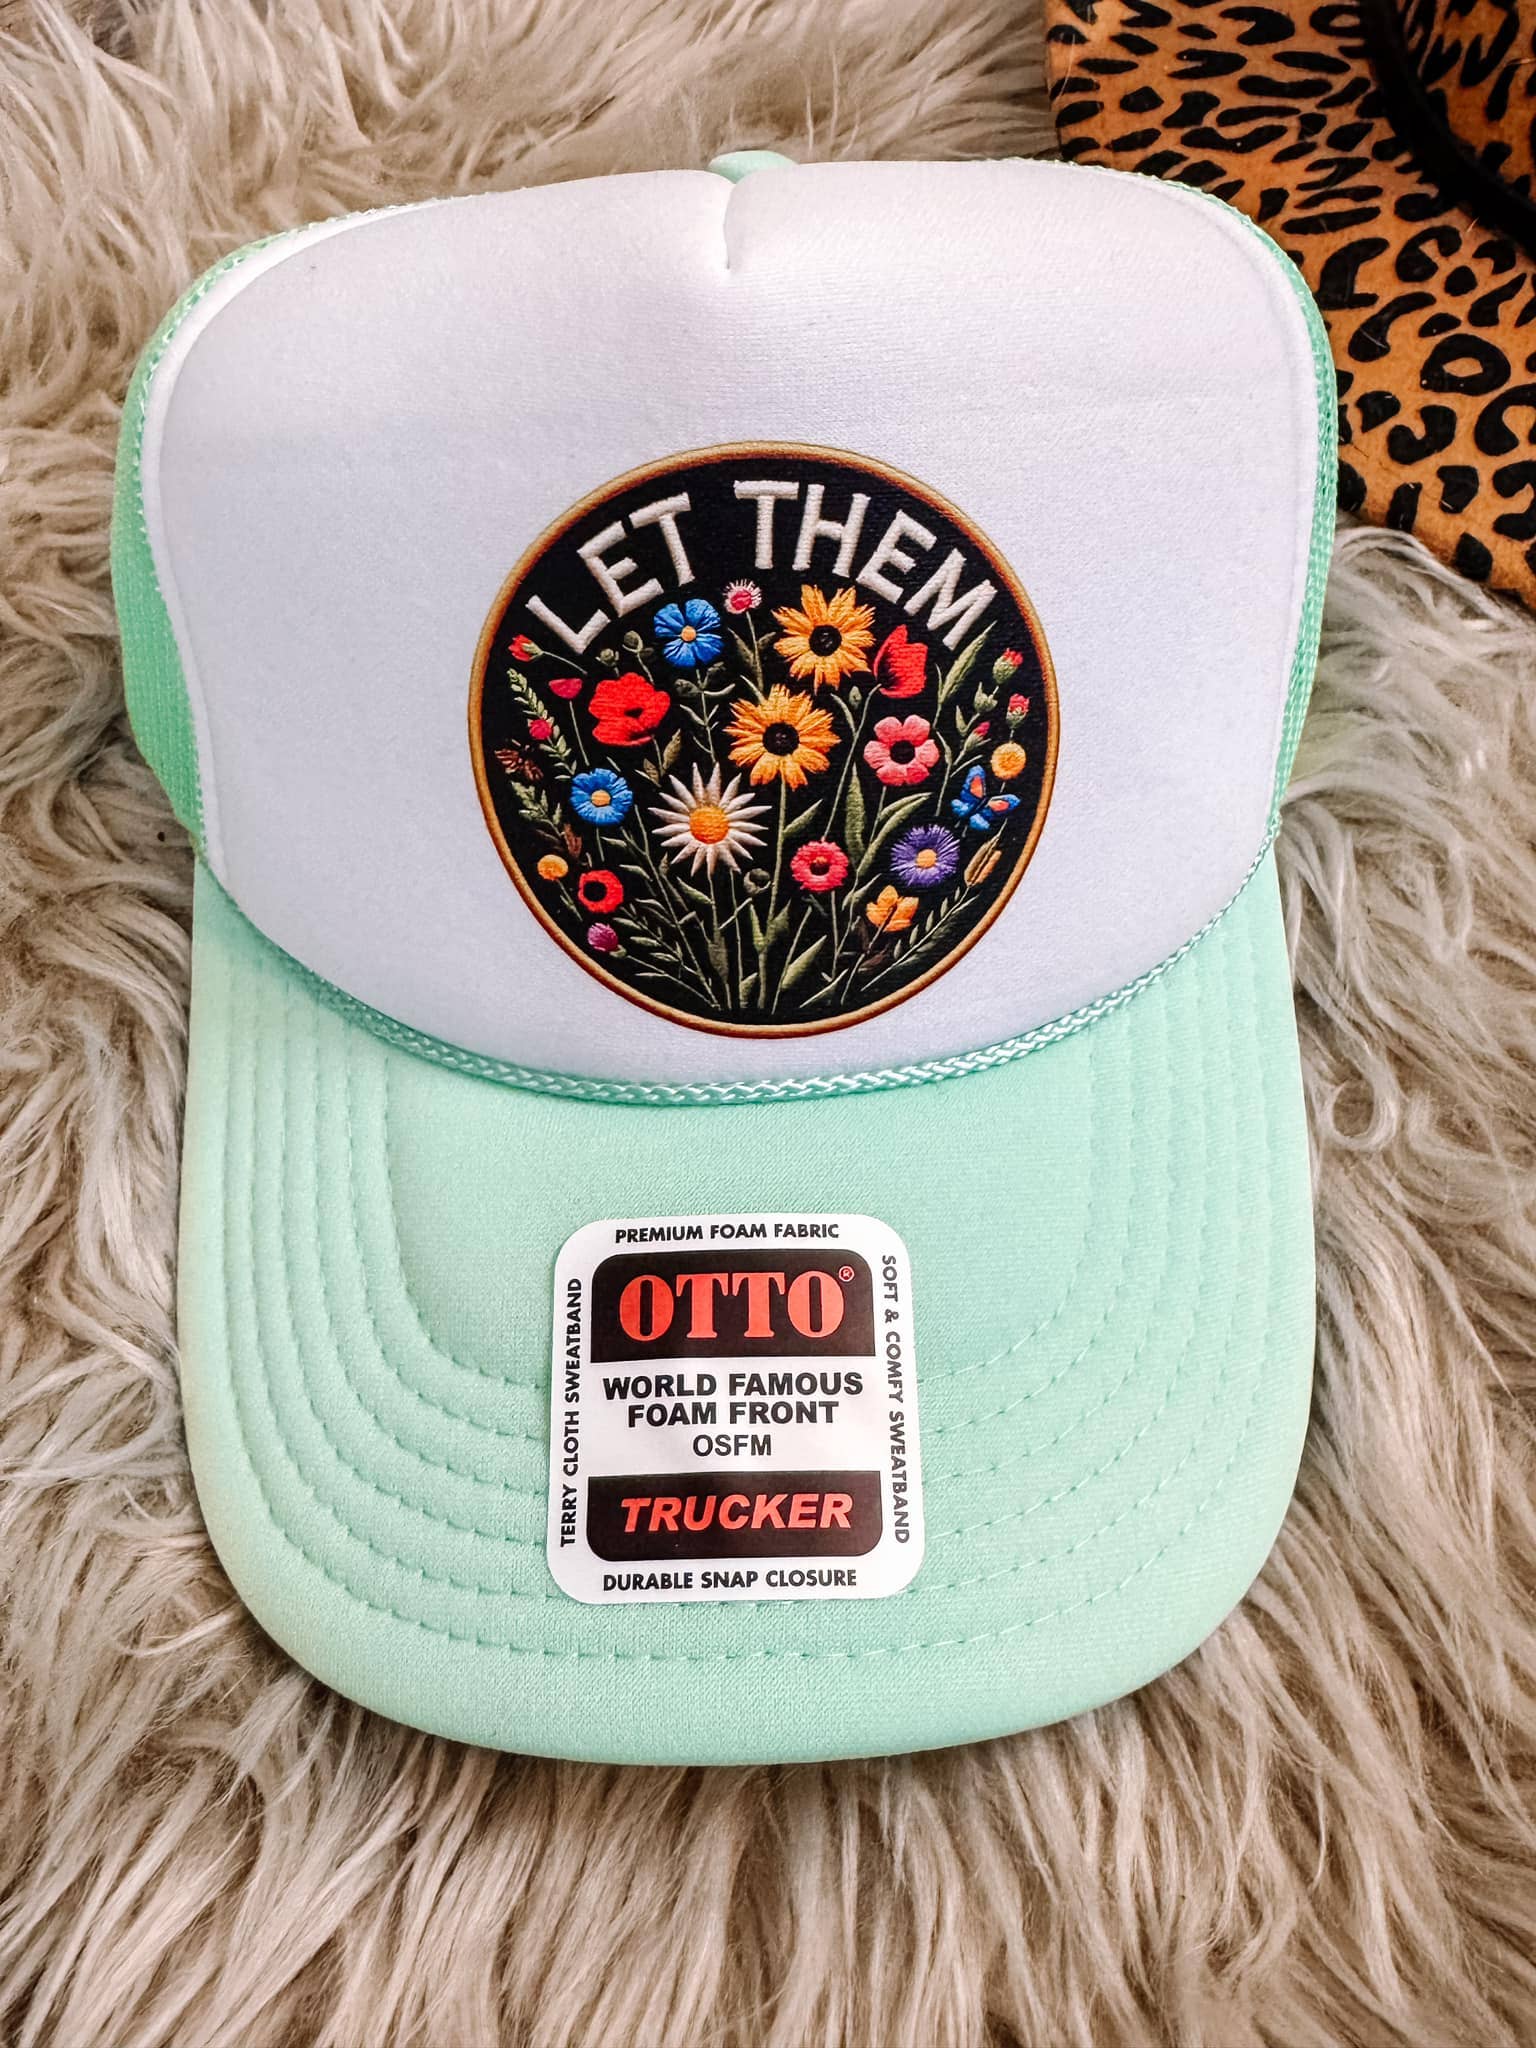 LET THEM
PREMIUM FOAM FABRIC
TERRY CLOTH SWEATBAND
OTTO®
WORLD FAMOUS
FOAM FRONT
OSFM
TRUCKER
SOFT & COMFY SWEATBAND
DURABLE SNAP CLOSURE